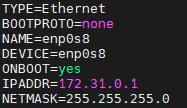 TYPE=Ethernet
BOOTPROTO=none
NAME=enp0s8
DEVICE=enp0s8
ONBOOT=yes
IPADDR=172.31.0.1
NETMASK=255.255.255.0